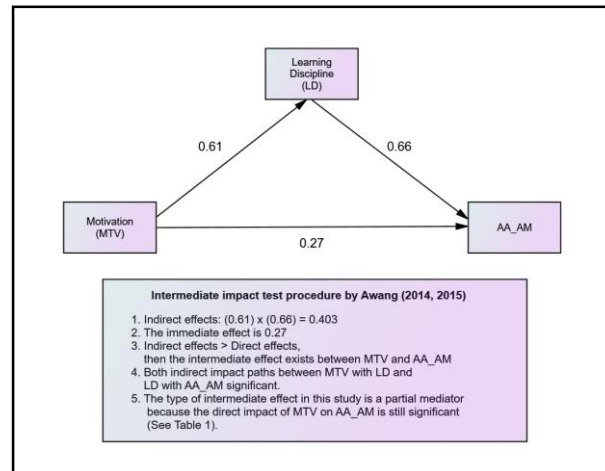 Learning
Discipline
(LD)
0.61
0.66
Motivation
(MTV)
0.27
AA_AM
Intermediate impact test procedure by Awang (2014, 2015)
1. Indirect effects: (0.61) x (0.66) = 0.403
2. The immediate effect is 0.27
3. Indirect effects > Direct effects,
then the intermediate effect exists between MTV and AA_AM
4. Both indirect impact paths between MTV with LD and
LD with AA_AM significant.
5. The type of intermediate effect in this study is a partial mediator
because the direct impact of MTV on AA_AM is still significant
(See Table 1).